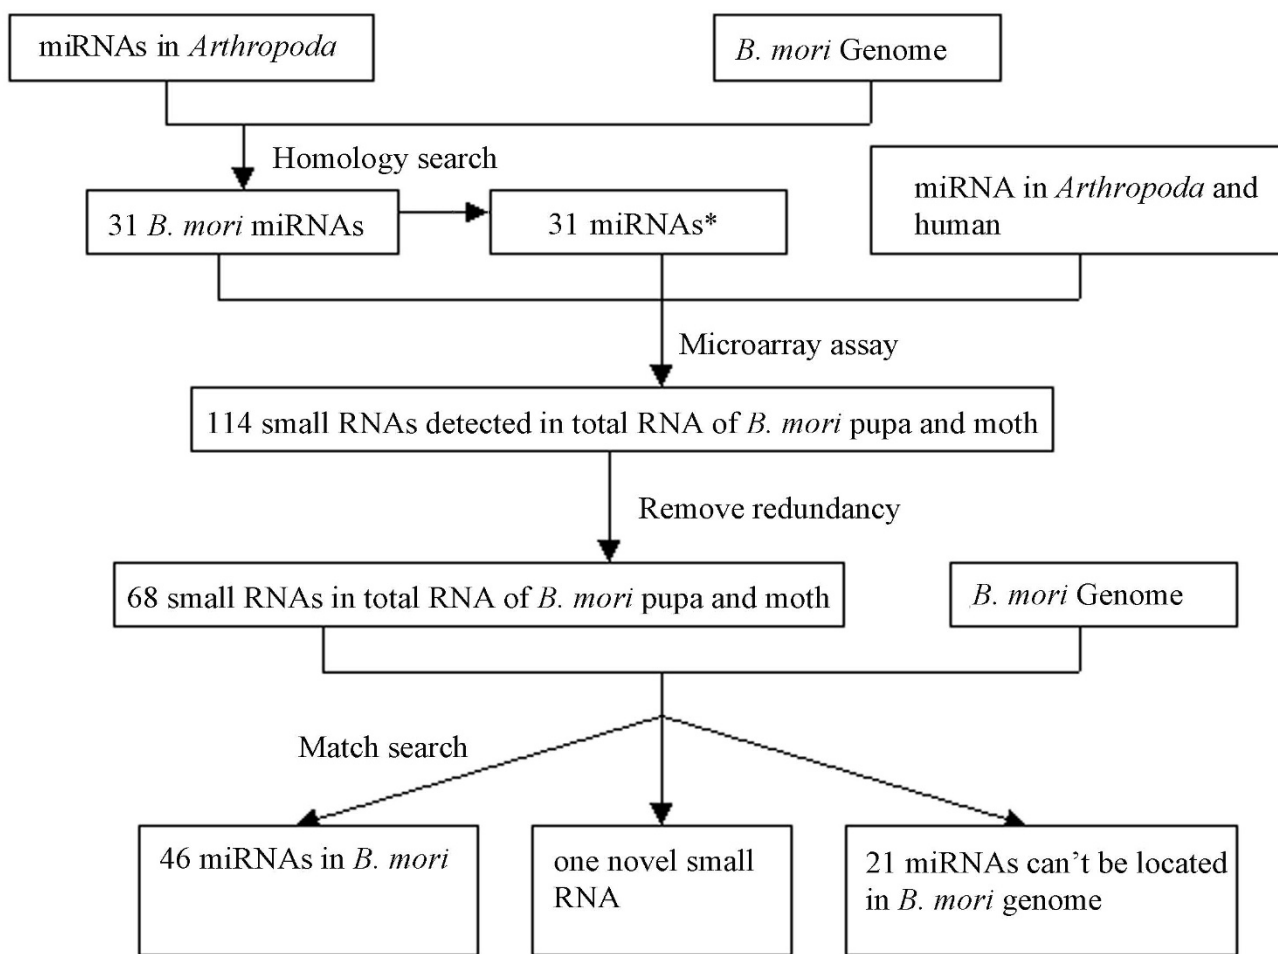 miRNAs in Arthropoda
B. mori Genome
Homology search
miRNA in Arthropoda and
human
31 B. mori miRNAs
31 miRNAs*
Microarray assay
114 small RNAs detected in total RNA of B. mori pupa and moth
Remove redundancy
68 small RNAs in total RNA of B. mori pupa and moth
B. mori Genome
Match search
46 miRNAs in B. mori
one novel small
RNA
21 miRNAs can’t be located
in B. mori genome